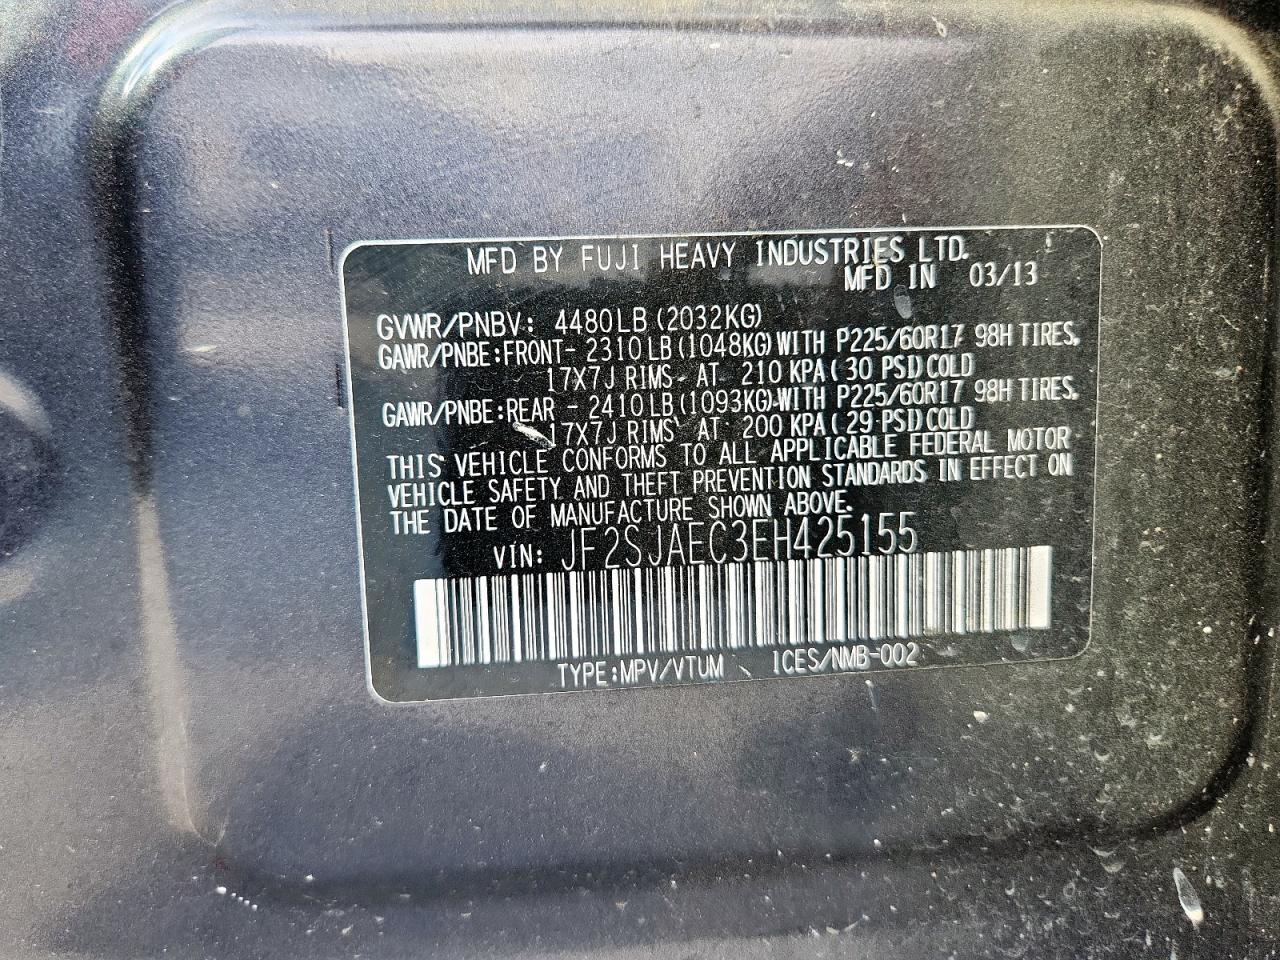 MFD BY FUJI HEAVY INDUSTRIES LTD.
MFD IN 03/13
GVWR/PNBV: 4480LB (2032KG)
GAWR/PNBE:FRONT- 2310LB (1048KG) WITH P225/60R17 98H TIRES,
17X7J RIMS AT 210 KPA (30 PSI) COLD
GAWR/PNBE:REAR - 2410LB (1093KG) WITH P225/60R17 98H TIRES,
17X7J RIMS AT 200 KPA (29 PSI) COLD
THIS VEHICLE CONFORMS TO ALL APPLICABLE FEDERAL MOTOR
VEHICLE SAFETY AND THEFT PREVENTION STANDARDS IN EFFECT ON
THE DATE OF MANUFACTURE SHOWN ABOVE.
VIN: JF2SJAEC3EH425155
TYPE:MPV/VTUM ICES/NMB-002